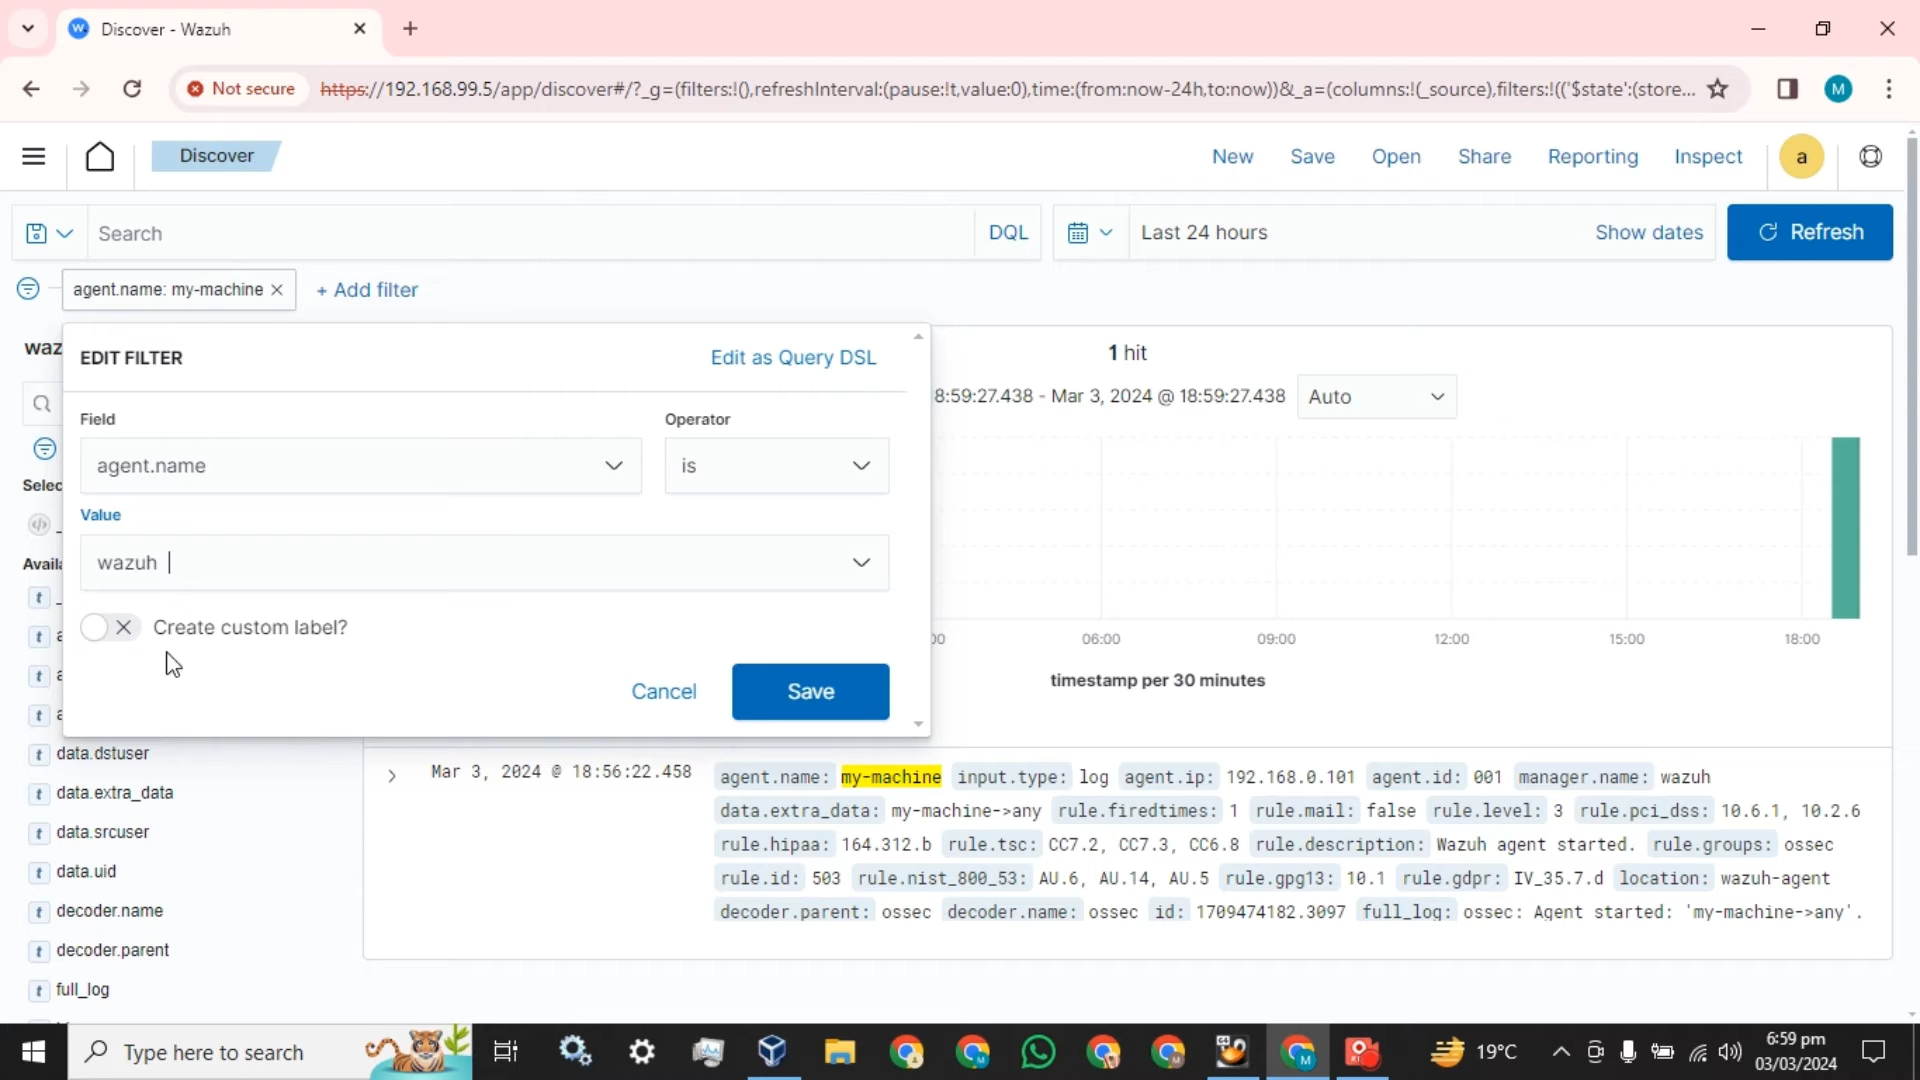 Discover - Wazuh
Not secure
https://192.168.99.5/app/discover#/?_g=(filters:!(),refreshInterval:(pause:!t,value:0),time:(from:now-24h,to:now))&_a=(columns:!(_source),filters:!(('$state':(store...
M
Discover
New Save Open Share Reporting Inspect
a
Search
DQL
Last 24 hours
Show dates
Refresh
agent.name: my-machine
+ Add filter
waz
EDIT FILTER
Edit as Query DSL
1 hit
8:59:27.438 - Mar 3, 2024 @ 18:59:27.438
Auto
Field
Operator
agent.name
is
Selec
Value
wazuh
Availa
t _
t a
t a
t a
Create custom label?
Cancel
Save
00 06:00 09:00 12:00 15:00 18:00
timestamp per 30 minutes
t data.dstuser
t data.extra_data
t data.srcuser
t data.uid
t decoder.name
t decoder.parent
t full_log
Mar 3, 2024 @ 18:56:22.458
agent.name: my-machine input.type: log agent.ip: 192.168.0.101 agent.id: 001 manager.name: wazuh
data.extra_data: my-machine->any rule.firedtimes: 1 rule.mail: false rule.level: 3 rule.pci_dss: 10.6.1, 10.2.6
rule.hipaa: 164.312.b rule.tsc: CC7.2, CC7.3, CC6.8 rule.description: Wazuh agent started. rule.groups: ossec
rule.id: 503 rule.nist_800_53: AU.6, AU.14, AU.5 rule.gpg13: 10.1 rule.gdpr: IV_35.7.d location: wazuh-agent
decoder.parent: ossec decoder.name: ossec id: 1709474182.3097 full_log: ossec: Agent started: 'my-machine->any'.
Type here to search
19°C
6:59 pm
03/03/2024